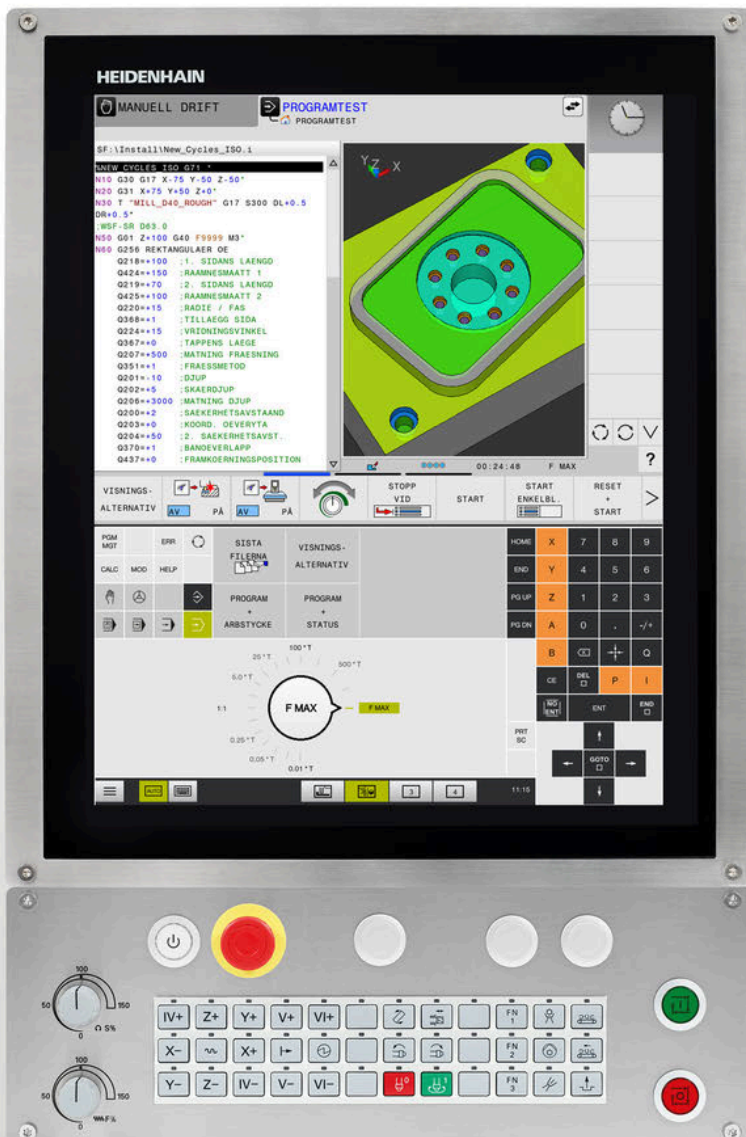 HEIDENHAIN
MANUELL DRIFT
PROGRAMTEST
PROGRAMTEST
SF:\Install\New_Cycles_ISO.i
%NEW_CYCLES_ISO G71 *
N10 G30 G17 X-75 Y-50 Z-50*
N20 G31 X+75 Y+50 Z+0*
N30 T "MILL_D40_ROUGH" G17 S300 DL+0.5
DR+0.5*
;WSF-SR D63.0
N50 G01 Z+100 G40 F9999 M3*
N60 G256 REKTANGULAER OE
Q218=+100 ;1. SIDANS LAENGD
Q424=+150 ;RAAMNESMAATT 1
Q219=+70 ;2. SIDANS LAENGD
Q425=+100 ;RAAMNESMAATT 2
Q220=+15 ;RADIE / FAS
Q368=+1 ;TILLAEGG SIDA
Q224=+15 ;VRIDNINGSVINKEL
Q367=+0 ;TAPPENS LAEGE
Q207=+500 ;MATNING FRAESNING
Q351=+1 ;FRAESMETOD
Q201=-10 ;DJUP
Q202=+5 ;SKAERDJUP
Q206=+3000 ;MATNING DJUP
Q200=+2 ;SAEKERHETSAVSTAAND
Q203=+0 ;KOORD. OEVERYTA
Q204=+50 ;2. SAEKERHETSAVST.
Q370=+1 ;BANOEVERLAPP
Q437=+0 ;FRAMKOERNINGSPOSITION
Y Z X
00:24:48 F MAX
?
VISNINGS-
ALTERNATIV
AV PÅ
AV PÅ
STOPP
VID
START
START
ENKELBL.
RESET
+
START
PGM
MGT
ERR
CALC MOD HELP
SISTA
FILERNA
VISNINGS-
ALTERNATIV
PROGRAM
+
ARBSTYCKE
PROGRAM
+
STATUS
HOME X 7 8 9
END Y 4 5 6
PG UP Z 1 2 3
PG DN A 0 . -/+
B Q
CE DEL P I
NO
ENT
ENT
END
PRT
SC
GOTO
100 *T
25 *T
500 *T
5.0 *T
1:1
F MAX
F MAX
0.25 *T
0.05 *T
0.01 *T
AUTO
3
4
11:15
100
50
150
0
S%
100
50
150
0
F%
IV+ Z+ Y+ V+ VI+ FN 1
X- X+ FN 2
Y- Z- IV- V- VI- 0 1 FN 3